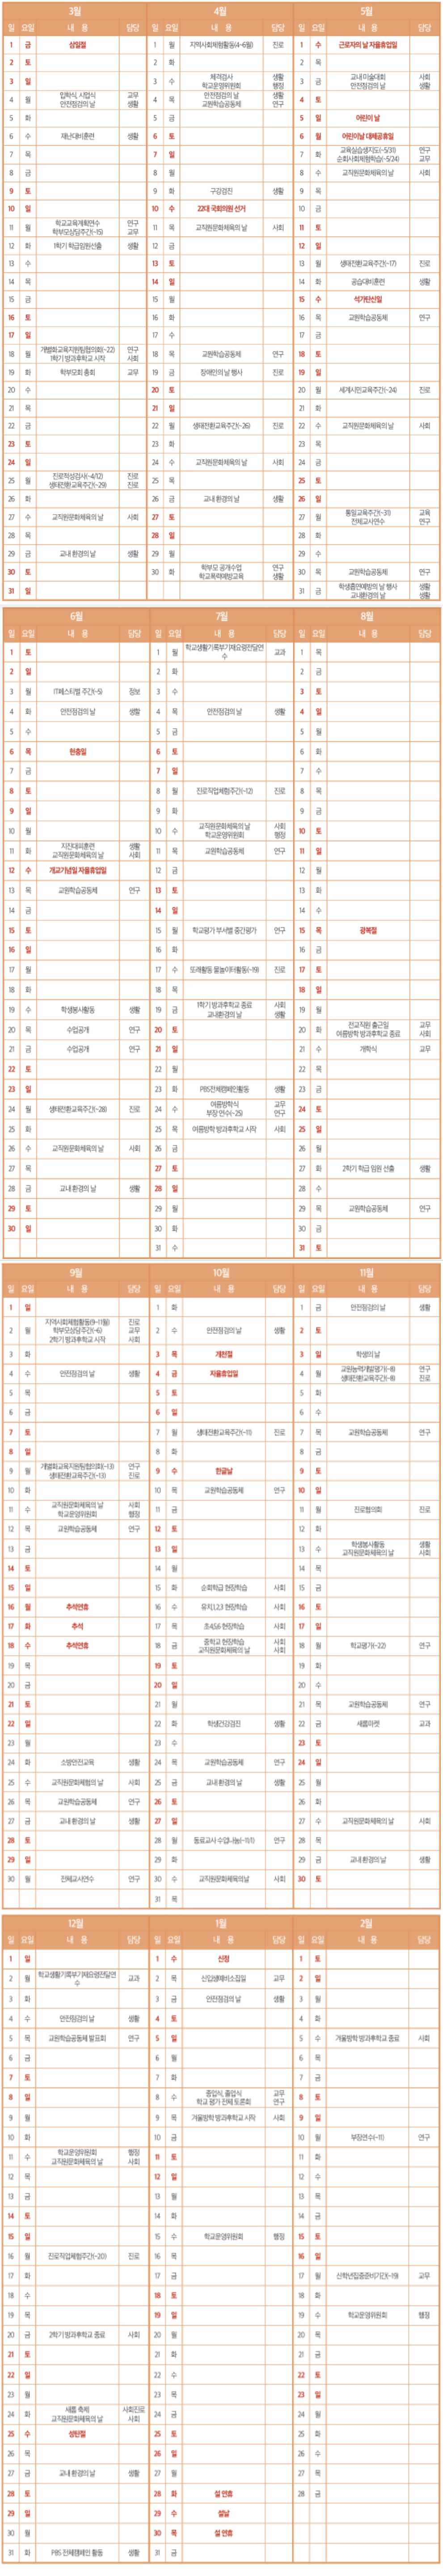 3월
일 요일 내 용 담당
1 금 삼일절
2 토
3 일
4 월 입학식, 시업식 교무
안전점검의 날 생활
5 화
6 수 재난대비훈련 생활
7 목
8 금
9 토
10 일
11 월 학교교육계획연수 연구
학부모상담주간(~15) 교무
12 화 1학기 학급임원선출 생활
13 수
14 목
15 금
16 토
17 일
18 월 개별화교육지원팀협의회(~22) 연구
1학기 방과후학교 시작 사회
19 화 학부모회 총회 교무
20 수
21 목
22 금
23 토
24 일
25 월 진로적성검사(~4/12) 진로
생태전환교육주간(~29) 진로
26 화
27 수 교직원문화체육의 날 사회
28 목
29 금 교내 환경의 날 생활
30 토
31 일
4월
일 요일 내 용 담당
1 월 지역사회체험활동(4~6월) 진로
2 화
3 수 체격검사 생활
학교운영위원회 행정
4 목 안전점검의 날 생활
교원학습공동체 연구
5 금
6 토
7 일
8 월
9 화 구강검진 생활
10 수 22대 국회의원 선거
11 목 교직원문화체육의 날 사회
12 금
13 토
14 일
15 월
16 화
17 수
18 목 교원학습공동체 연구
19 금 장애인의 날 행사 진로
20 토
21 일
22 월 생태전환교육주간(~26) 진로
23 화
24 수 교직원문화체육의 날 사회
25 목
26 금 교내 환경의 날 생활
27 토
28 일
29 월
30 화 학부모 공개수업 연구
학교폭력예방교육 생활
5월
일 요일 내 용 담당
1 수 근로자의 날 자율휴업일
2 목
3 금 교내 미술대회 사회
안전점검의 날 생활
4 토
5 일 어린이 날
6 월 어린이날 대체공휴일
7 화 교육실습생지도(~5/31) 연구
순회사회체험학습(~5/24) 교무
8 수 교직원문화체육의 날 사회
9 목
10 금
11 토
12 일
13 월 생태전환교육주간(~17) 진로
14 화 공습대비훈련 생활
15 수 석가탄신일
16 목 교원학습공동체 연구
17 금
18 토
19 일
20 월 세계시민교육주간(~24) 진로
21 화
22 수 교직원문화체육의 날 사회
23 목
24 금
25 토
26 일
27 월 통일교육주간(~31) 교육
전체교사연수 연구
28 화
29 수
30 목 교원학습공동체 연구
31 금 학생흡연예방의 날 행사 생활
교내환경의 날 생활
6월
일 요일 내 용 담당
1 토
2 일
3 월 IT페스티벌 주간(~5) 정보
4 화 안전점검의 날 생활
5 수
6 목 현충일
7 금
8 토
9 일
10 월
11 화 지진대피훈련 생활
교직원문화체육의 날 사회
12 수 개교기념일 자율휴업일
13 목 교원학습공동체 연구
14 금
15 토
16 일
17 월
18 화
19 수 학생봉사활동 생활
20 목 수업공개 연구
21 금 수업공개 연구
22 토
23 일
24 월 생태전환교육주간(~28) 진로
25 화
26 수 교직원문화체육의 날 사회
27 목
28 금 교내 환경의 날 생활
29 토
30 일
7월
일 요일 내 용 담당
1 월 학교생활기록부기재요령전달연수 교과
2 화
3 수
4 목 안전점검의 날 생활
5 금
6 토
7 일
8 월 진로직업체험주간(~12) 진로
9 화
10 수 교직원문화체육의 날 사회
학교운영위원회 행정
11 목 교원학습공동체 연구
12 금
13 토
14 일
15 월 학교평가 부서별 중간평가 연구
16 화
17 수 또래활동 물놀이터활동(~19) 진로
18 목
19 금 1학기 방과후학교 종료 사회
교내환경의 날 생활
20 토
21 일
22 월
23 화 PBS전체캠페인활동 생활
24 수 여름방학식 교무
부장 연수(~25) 연구
25 목 여름방학 방과후학교 시작 사회
26 금
27 토
28 일
29 월
30 화
31 수
8월
일 요일 내 용 담당
1 목
2 금
3 토
4 일
5 월
6 화
7 수
8 목
9 금
10 토
11 일
12 월
13 화
14 수
15 목 광복절
16 금
17 토
18 일
19 월
20 화 전교직원 출근일 교무
여름방학 방과후학교 종료 사회
21 수 개학식 교무
22 목
23 금
24 토
25 일
26 월
27 화 2학기 학급 임원 선출 생활
28 수
29 목 교원학습공동체 연구
30 금
31 토
9월
일 요일 내 용 담당
1 일
2 월 지역사회체험활동(9~11월) 진로
학부모상담주간(~6) 교무
2학기 방과후학교 시작 사회
3 화
4 수 안전점검의 날 생활
5 목
6 금
7 토
8 일
9 월 개별화교육지원팀협의회(~13) 연구
생태전환교육주간(~13) 진로
10 화
11 수 교직원문화체육의 날 사회
학교운영위원회 행정
12 목 교원학습공동체 연구
13 금
14 토
15 일
16 월 추석연휴
17 화 추석
18 수 추석연휴
19 목
20 금
21 토
22 일
23 월
24 화 소방안전교육 생활
25 수 교직원문화체험의 날 사회
26 목 교원학습공동체 연구
27 금 교내 환경의 날 생활
28 토
29 일
30 월 전체교사연수 연구
10월
일 요일 내 용 담당
1 화
2 수 안전점검의 날 생활
3 목 개천절
4 금 자율휴업일
5 토
6 일
7 월 생태전환교육주간(~11) 진로
8 화
9 수 한글날
10 목 교원학습공동체 연구
11 금
12 토
13 일
14 월
15 화 순회학급 현장학습 사회
16 수 유치,1,2,3 현장학습 사회
17 목 초4,5,6 현장학습 사회
18 금 중학교 현장학습 사회
교직원문화체육의 날 사회
19 토
20 일
21 월
22 화 학생건강검진 생활
23 수
24 목 교원학습공동체 연구
25 금 교내 환경의 날 생활
26 토
27 일
28 월 동료교사 수업나눔(~11/1) 연구
29 화
30 수 교직원문화체육의날 사회
31 목
11월
일 요일 내 용 담당
1 금 안전점검의 날 생활
2 토
3 일 학생의 날
4 월 교원능력개발평가(~8) 연구
생태전환교육주간(~8) 진로
5 화
6 수
7 목 교원학습공동체 연구
8 금
9 토
10 일
11 월 진로협의회 진로
12 화
13 수 학생봉사활동 생활
교직원문화체육의 날 사회
14 목
15 금
16 토
17 일
18 월 학교평가(~22) 연구
19 화
20 수
21 목 교원학습공동체 연구
22 금 새롬마켓 교과
23 토
24 일
25 월
26 화
27 수 교직원문화체육의 날 사회
28 목
29 금 교내 환경의 날 생활
30 토
12월
일 요일 내 용 담당
1 일
2 월 학교생활기록부기재요령전달연수 교과
3 화
4 수 안전점검의 날 생활
5 목 교원학습공동체 발표회 연구
6 금
7 토
8 일
9 월
10 화
11 수 학교운영위원회 행정
교직원문화체육의 날 사회
12 목
13 금
14 토
15 일
16 월 진로직업체험주간(~20) 진로
17 화
18 수
19 목
20 금 2학기 방과후학교 종료 사회
21 토
22 일
23 월
24 화 새롬 축제 사회진로
교직원문화체육의 날 사회
25 수 성탄절
26 목
27 금 교내 환경의 날 생활
28 토
29 일
30 월
31 화 PBS 전체캠페인 활동 생활
1월
일 요일 내 용 담당
1 수 신정
2 목 신입생예비소집일 교무
3 금 안전점검의 날 생활
4 토
5 일
6 월
7 화
8 수 종업식, 졸업식 교무
학교 평가 전체 토론회 연구
9 목 겨울방학 방과후학교 시작 사회
10 금
11 토
12 일
13 월
14 화
15 수 학교운영위원회 행정
16 목
17 금
18 토
19 일
20 월
21 화
22 수
23 목
24 금
25 토
26 일
27 월
28 화 설 연휴
29 수 설날
30 목 설 연휴
31 금
2월
일 요일 내 용 담당
1 토
2 일
3 월
4 화
5 수 겨울방학 방과후학교 종료 사회
6 목
7 금
8 토
9 일
10 월 부장연수(~11) 연구
11 화
12 수
13 목
14 금
15 토
16 일
17 월 신학년집중준비기간(~19) 교무
18 화
19 수 학교운영위원회 행정
20 목
21 금
22 토
23 일
24 월
25 화
26 수
27 목
28 금